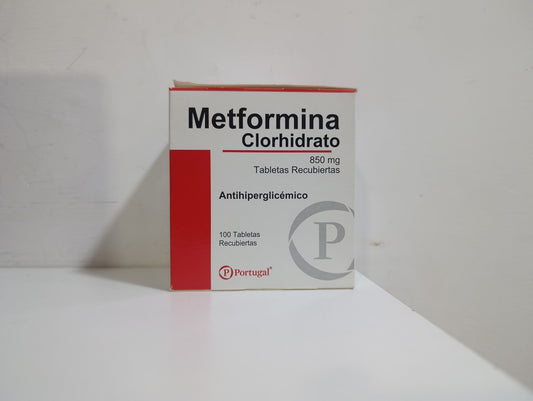 Metformina
Clorhidrato
850 mg
Tabletas Recubiertas
Antihiperglicémico
100 Tabletas
Recubiertas
P
P Portugal®